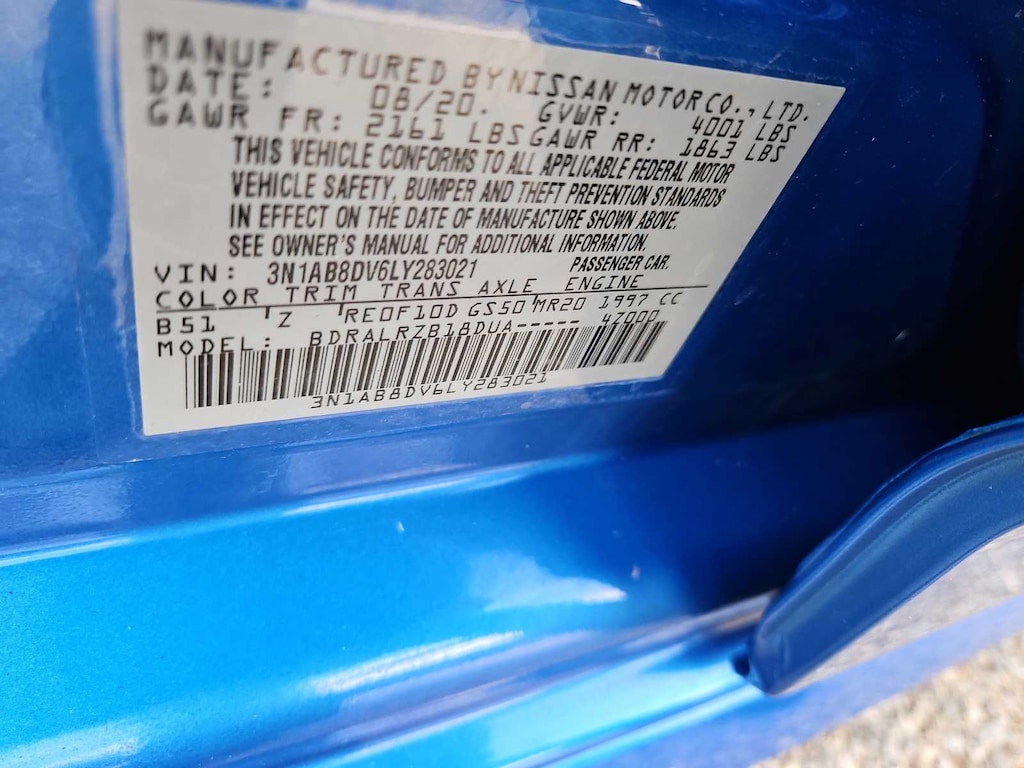 MANUFACTURED BY NISSAN MOTOR CO., LTD.
DATE: 08/20. GVWR: 4001 LBS
GAWR FR: 2161 LBS GAWR RR: 1863 LBS
THIS VEHICLE CONFORMS TO ALL APPLICABLE FEDERAL MOTOR
VEHICLE SAFETY, BUMPER AND THEFT PREVENTION STANDARDS
IN EFFECT ON THE DATE OF MANUFACTURE SHOWN ABOVE.
SEE OWNER'S MANUAL FOR ADDITIONAL INFORMATION.
VIN: 3N1AB8DV6LY283021 PASSENGER CAR.
COLOR TRIM TRANS AXLE ENGINE
B51 Z RE0F10D GS50 MR20 1997 CC
MODEL: BDRALRZB18DUA----- 47000
3N1AB8DV6LY283021